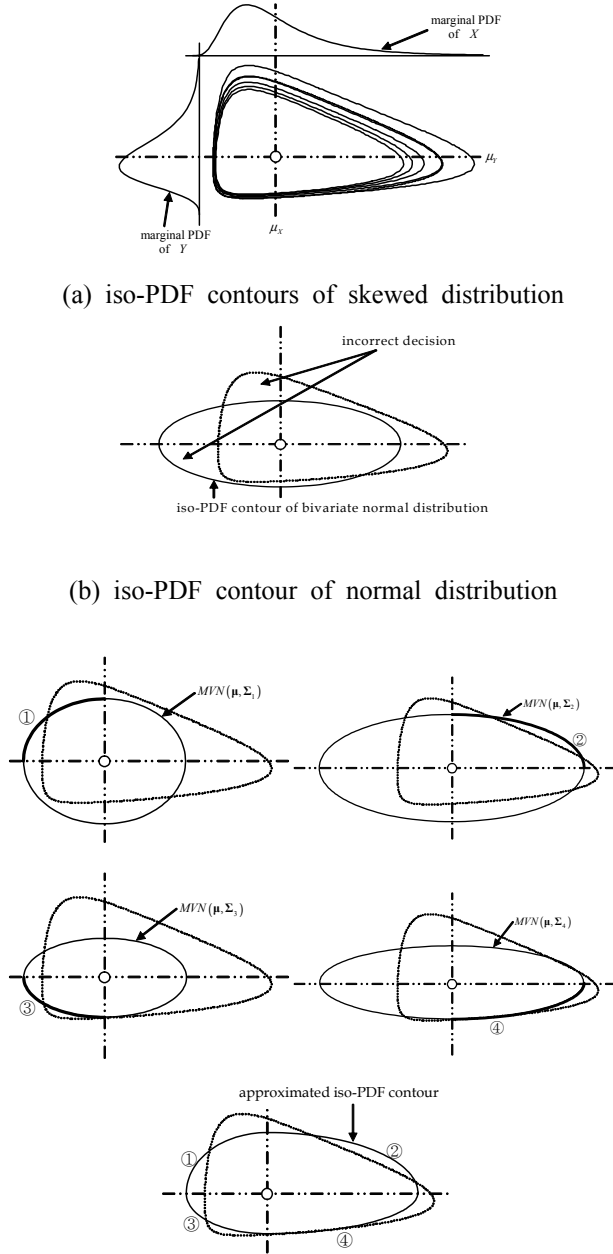 marginal PDF
of X
μ_Y
marginal PDF
of Y
μ_X
(a) iso-PDF contours of skewed distribution
incorrect decision
iso-PDF contour of bivariate normal distribution
(b) iso-PDF contour of normal distribution
①
MVN(μ, Σ₁)
MVN(μ, Σ₂)
②
MVN(μ, Σ₃)
③
MVN(μ, Σ₄)
④
approximated iso-PDF contour
①
②
③
④